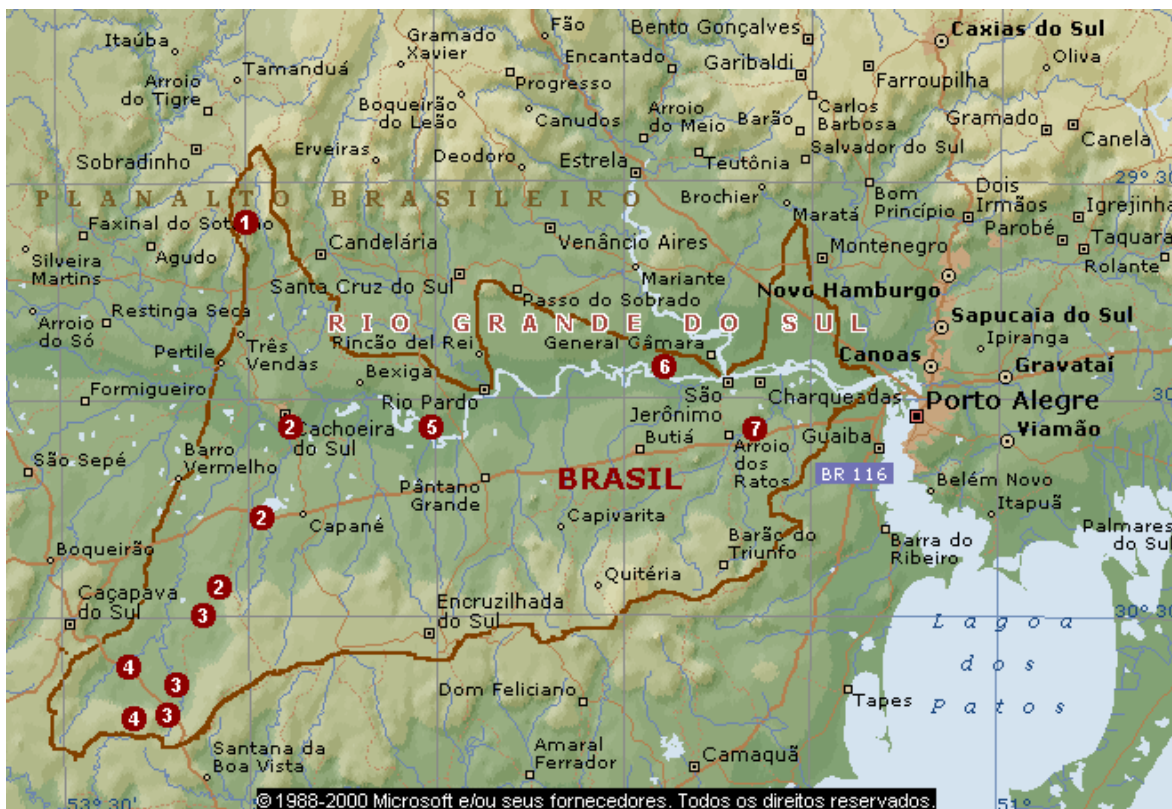 Itaúba
Tamanduá
Arroio
do Tigre
Sobradinho
Gramado
Xavier
Fão
Bento Gonçalves
Encantado
Garibaldi
Caxias do Sul
Oliva
Progresso
Farroupilha
Boqueirão
do Leão
Canudos
Arroio
do Meio
Barão
Carlos
Barbosa
Gramado
Canela
Erveiras
Deodoro
Estrela
Teutônia
Salvador do Sul
29 30
PLANALTO BRASILEIRO
Brochier
Bom
Princípio
Dois
Irmãos
Igrejinha
Maratá
Parobé
Taquara
Faxinal do Soturno
1
Silveira
Martins
Agudo
Candelária
Venâncio Aires
Montenegro
Rolante
Mariante
Santa Cruz do Sul
Passo do Sobrado
Novo Hamburgo
Arroio
do Só
Restinga Seca
RIO GRANDE DO SUL
Sapucaia do Sul
Três
Vendas
Rincão del Rei
General Câmara
Ipiranga
Pertile
Canoas
Gravataí
Formigueiro
Bexiga
6
São
Jerônimo
Charqueadas
Rio Pardo
Porto Alegre
30
2
Cachoeira
do Sul
5
7
Viamão
Butiá
Guaiba
São Sepé
Barro
Vermelho
Arroio
dos
Ratos
BRASIL
BR 116
Pântano
Grande
Belém Novo
Itapuã
2
Capané
Capivarita
Barão do
Triunfo
Barra do
Ribeiro
Palmares
do Sul
Boqueirão
Quitéria
2
3
Caçapava
do Sul
Encruzilhada
do Sul
30° 30
Lagoa
dos
Patos
4
3
Dom Feliciano
Tapes
4
3
Santana da
Boa Vista
Amaral
Ferrador
Camaquã
53° 30'
51°
© 1988-2000 Microsoft e/ou seus fornecedores. Todos os direitos reservados.